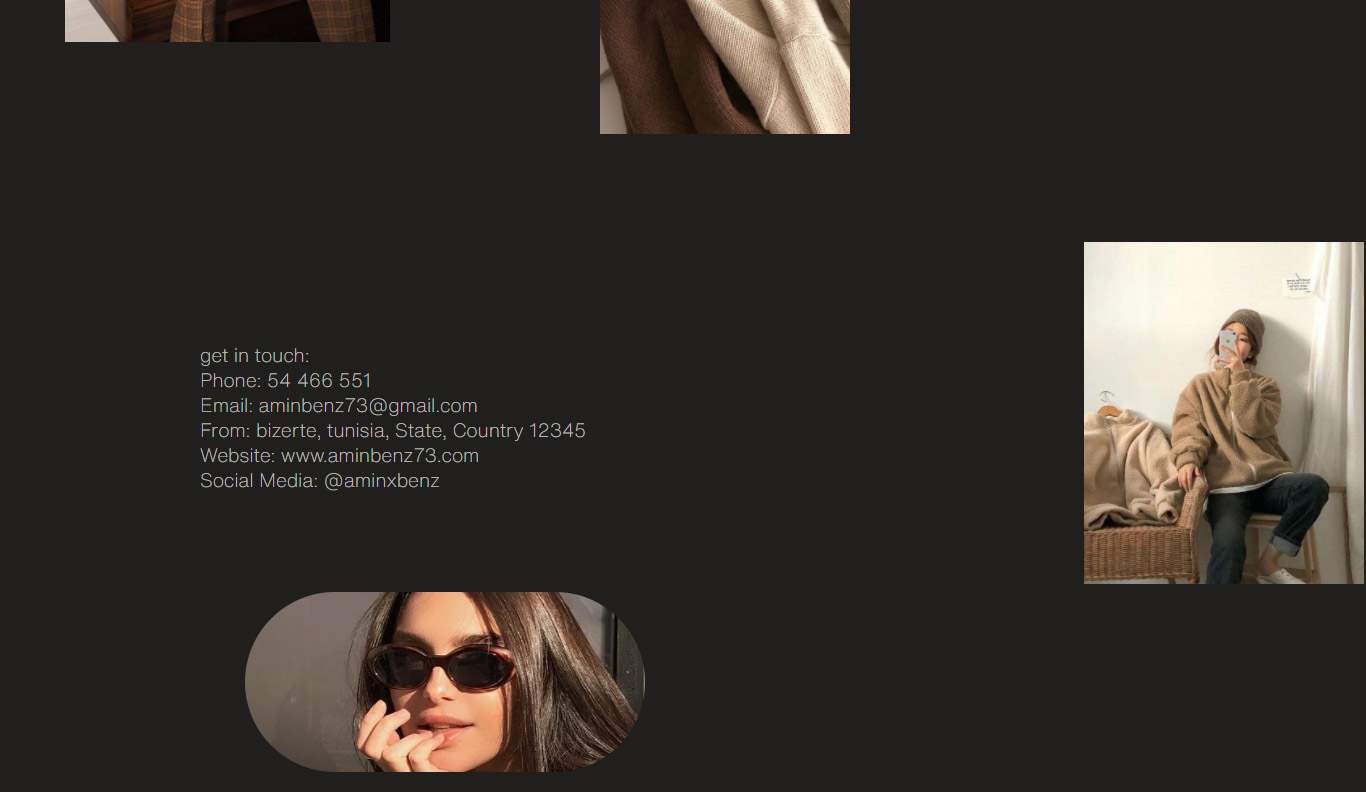 get in touch:
Phone: 54 466 551
Email: aminbenz73@gmail.com
From: bizerte, tunisia, State, Country 12345
Website: www.aminbenz73.com
Social Media: @aminxbenz